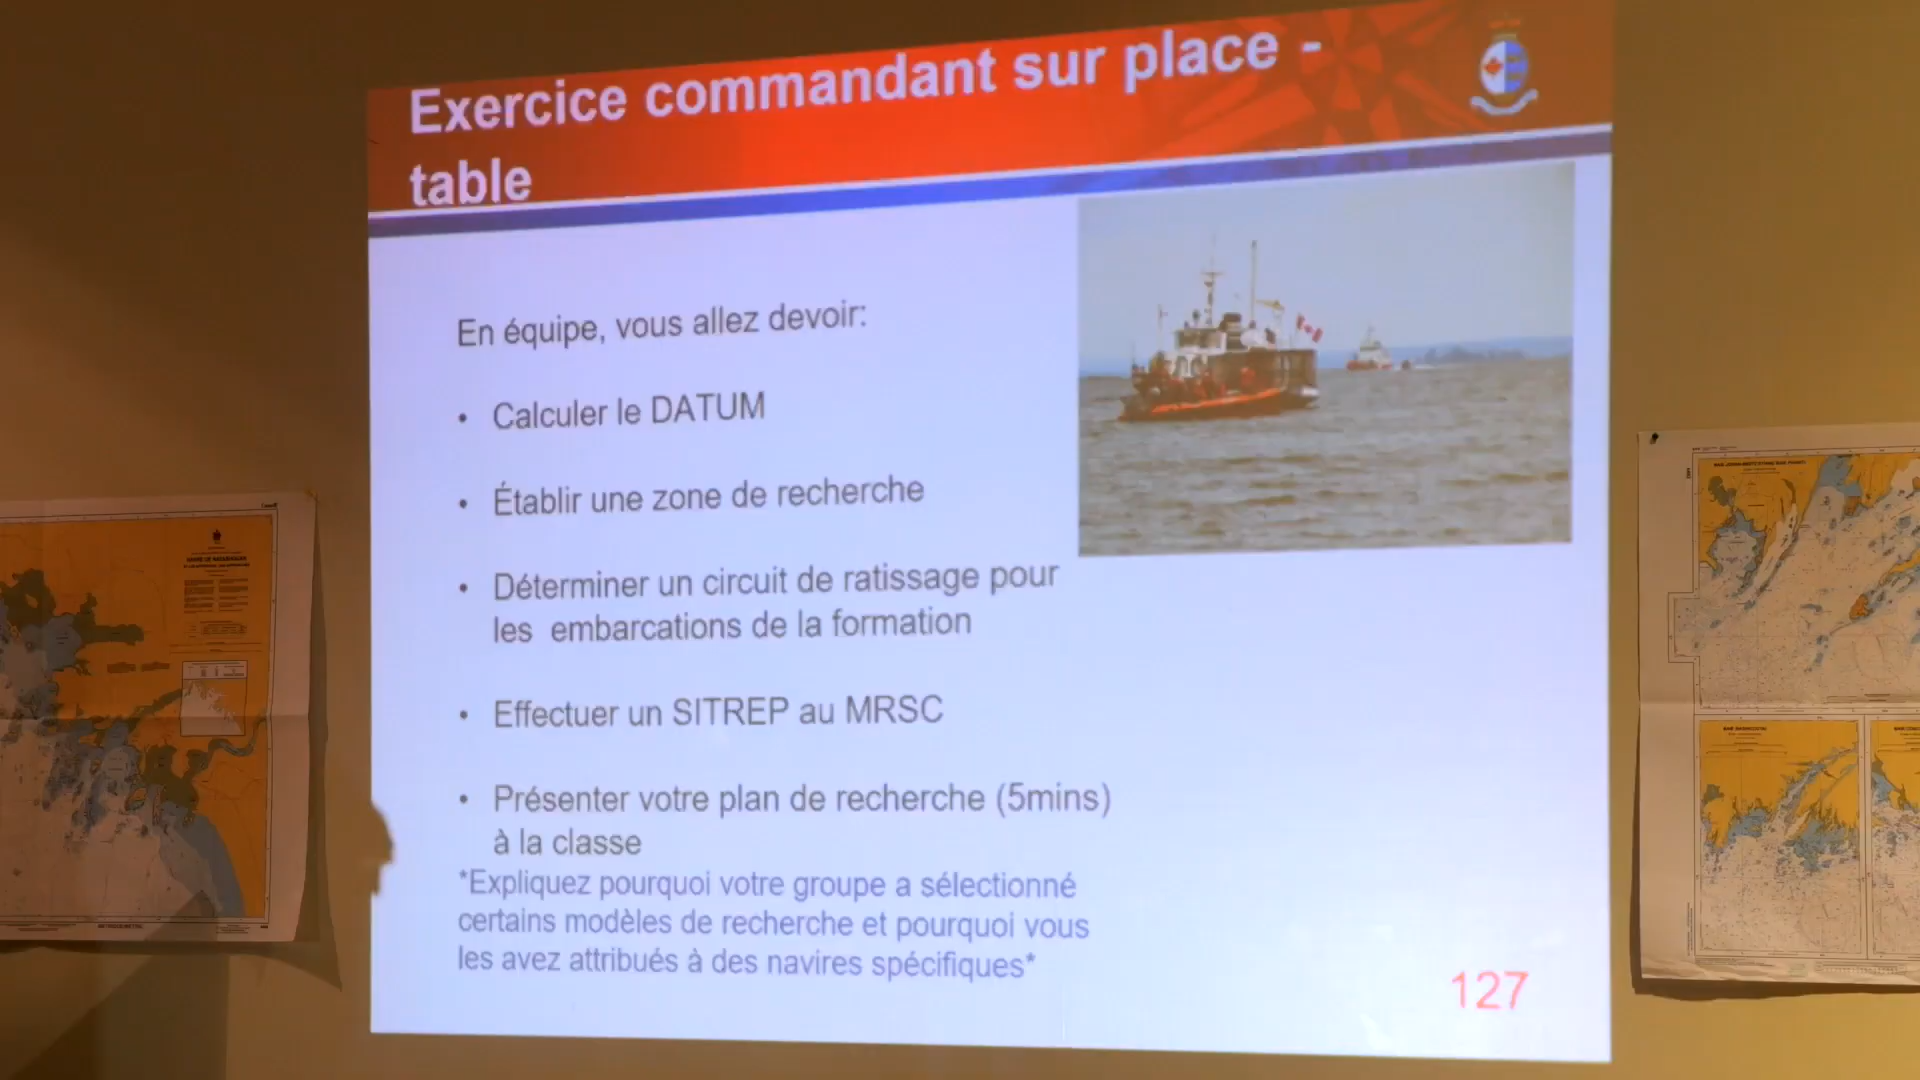 Exercice commandant sur place -
table
En équipe, vous allez devoir:
• Calculer le DATUM
• Établir une zone de recherche
• Déterminer un circuit de ratissage pour
les embarcations de la formation
• Effectuer un SITREP au MRSC
• Présenter votre plan de recherche (5mins)
à la classe
*Expliquez pourquoi votre groupe a sélectionné
certains modèles de recherche et pourquoi vous
les avez attribués à des navires spécifiques*
127